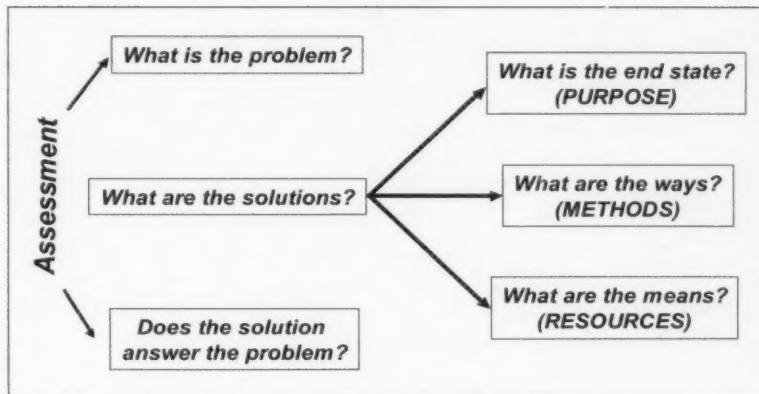 Assessment
What is the problem?
What are the solutions?
Does the solution
answer the problem?
What is the end state?
(PURPOSE)
What are the ways?
(METHODS)
What are the means?
(RESOURCES)